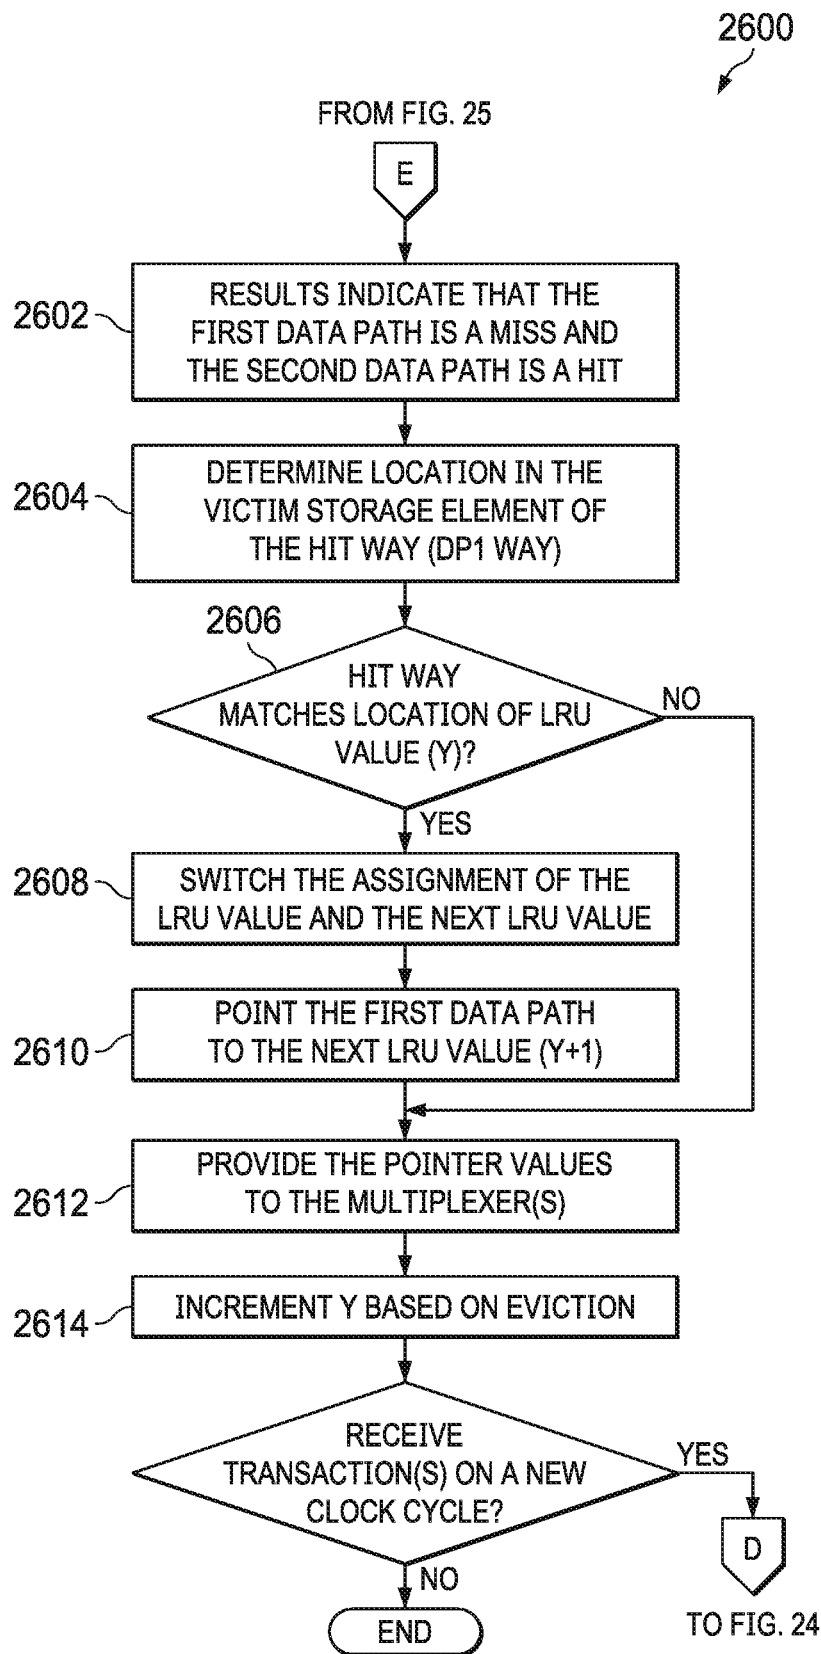 2600
FROM FIG. 25
E
2602
RESULTS INDICATE THAT THE
FIRST DATA PATH IS A MISS AND
THE SECOND DATA PATH IS A HIT
2604
DETERMINE LOCATION IN THE
VICTIM STORAGE ELEMENT OF
THE HIT WAY (DP1 WAY)
2606
HIT WAY
MATCHES LOCATION OF LRU
VALUE (Y)?
NO
YES
2608
SWITCH THE ASSIGNMENT OF THE
LRU VALUE AND THE NEXT LRU VALUE
2610
POINT THE FIRST DATA PATH
TO THE NEXT LRU VALUE (Y+1)
2612
PROVIDE THE POINTER VALUES
TO THE MULTIPLEXER(S)
2614
INCREMENT Y BASED ON EVICTION
RECEIVE
TRANSACTION(S) ON A NEW
CLOCK CYCLE?
YES
D
TO FIG. 24
NO
END